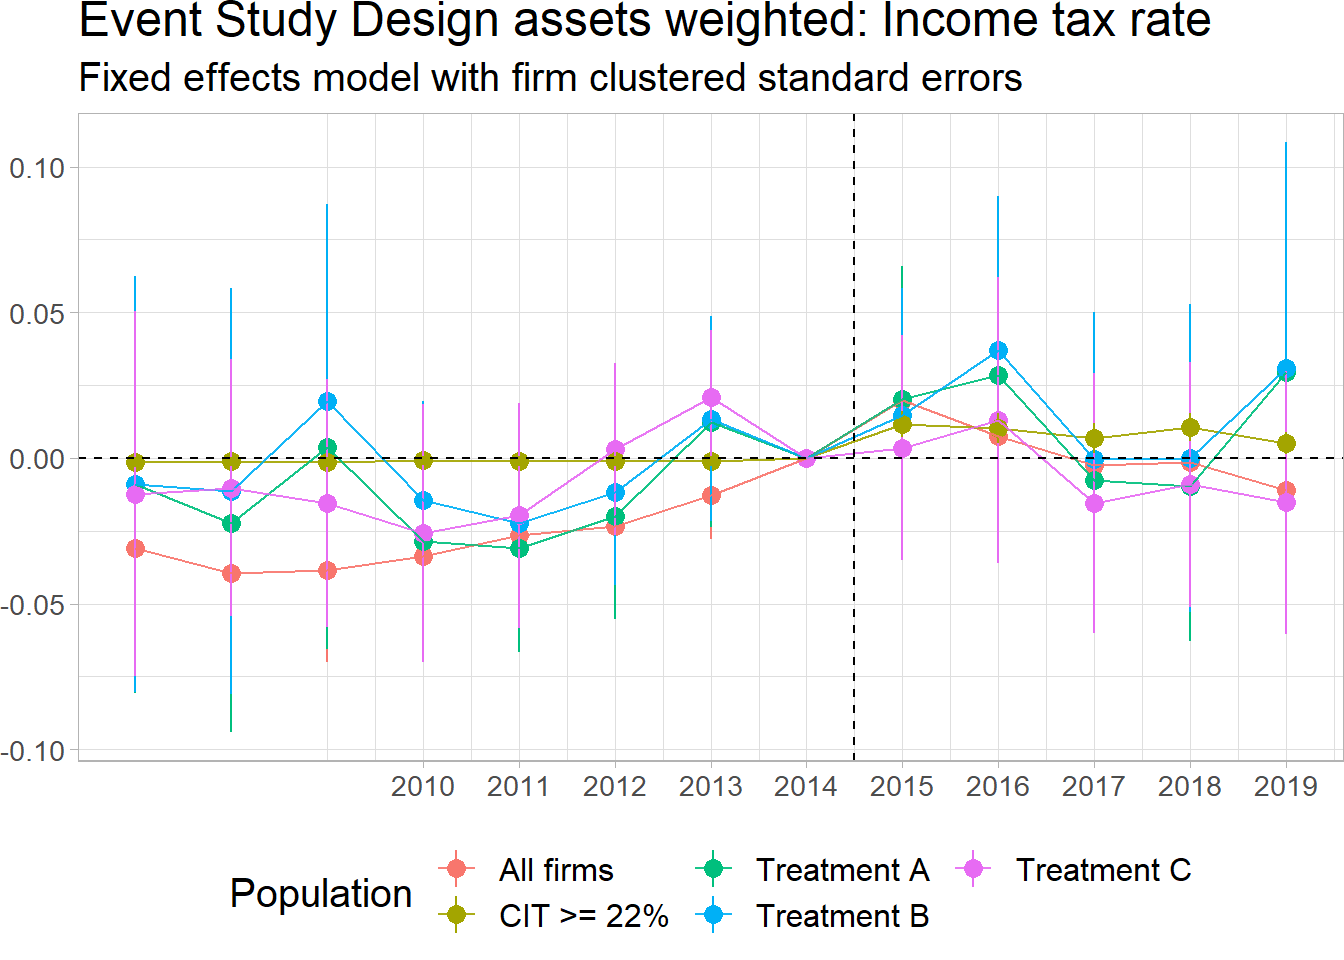 Event Study Design assets weighted: Income tax rate
Fixed effects model with firm clustered standard errors
0.10
0.05
0.00
-0.05
-0.10
2010 2011 2012 2013 2014 2015 2016 2017 2018 2019
Population
All firms Treatment A Treatment C
CIT >= 22% Treatment B